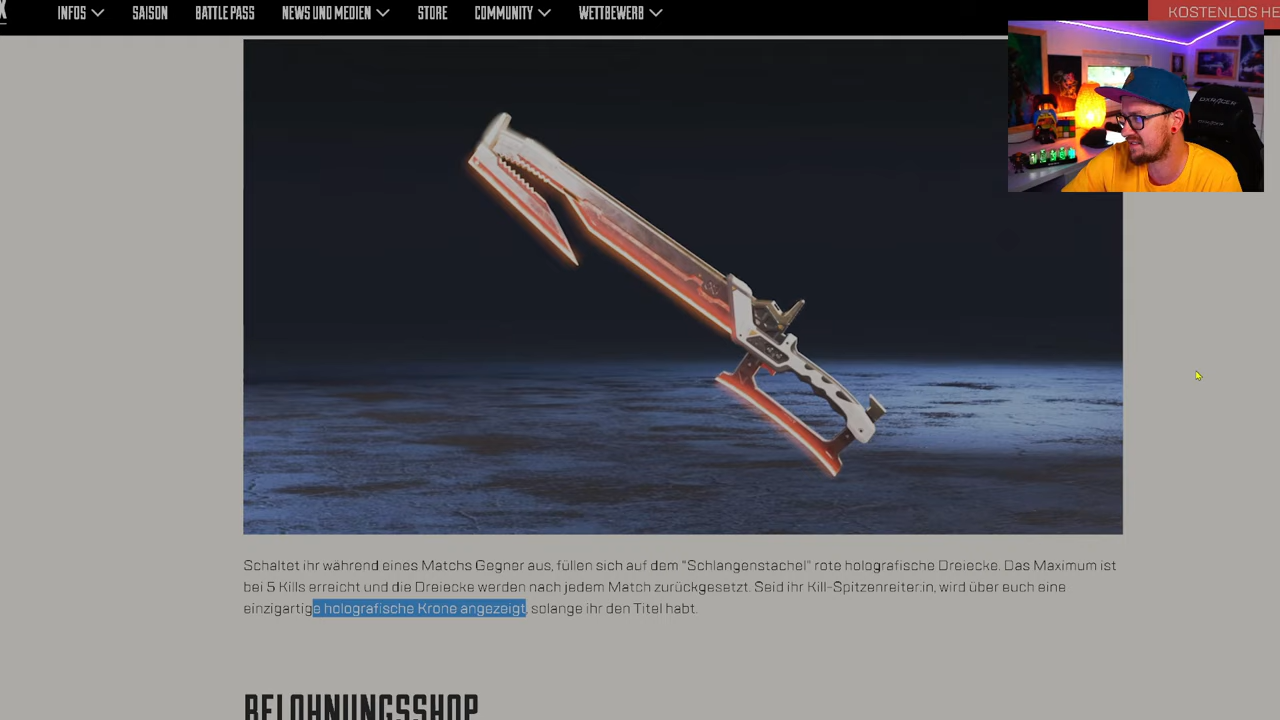 INFOS SAISON BATTLE PASS NEWS UND MEDIEN STORE COMMUNITY WETTBEWERB KOSTENLOS HE
Schaltet ihr während eines Matchs Gegner aus, füllen sich auf dem "Schlangenstachel" rote holografische Dreiecke. Das Maximum ist
bei 5 Kills erreicht und die Dreiecke werden nach jedem Match zurückgesetzt. Seid ihr Kill-Spitzenreiter:in, wird über euch eine
einzigartige holografische Krone angezeigt, solange ihr den Titel habt.
BELOHNUNGSSHOP